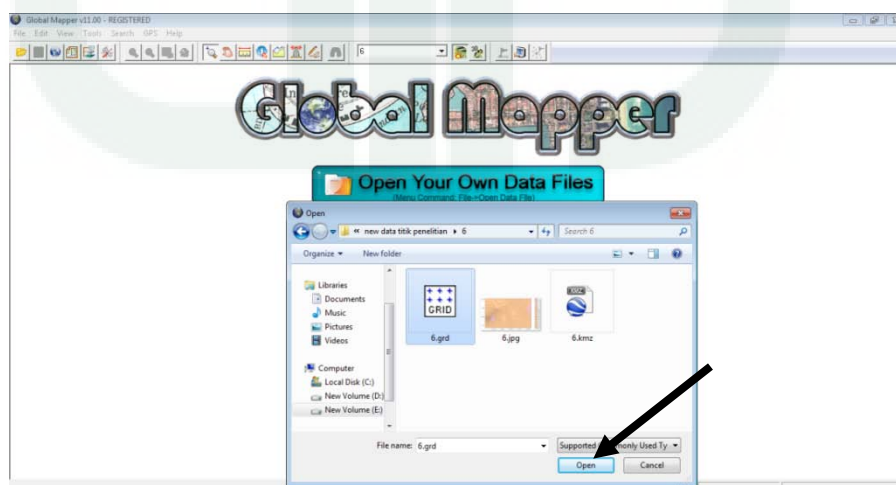 Global Mapper v11.00 - REGISTERED
File Edit View Tools Search GPS Help
6
Global Mapper
Open Your Own Data Files
(Menu Command: File->Open Data File)
Open
« new data titik penelitian ▸ 6
Search 6
Organize
New folder
Libraries
Documents
Music
Pictures
Videos
Computer
Local Disk (C:)
New Volume (D:)
New Volume (E:)
GRID
6.grd
6.jpg
6.kmz
File name: 6.grd
Supported monly Used Ty
Open
Cancel